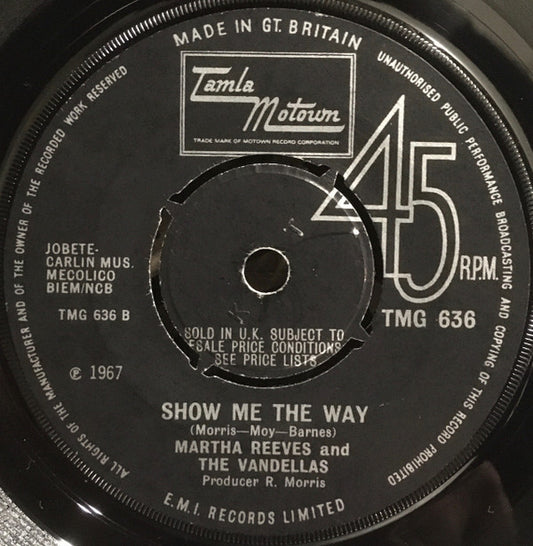 MADE IN GT. BRITAIN
UNAUTHORISED PUBLIC PERFORMANCE BROADCASTING AND COPYING OF THIS RECORDING PROHIBITED
ALL RIGHTS OF THE MANUFACTURER AND OF THE OWNER OF THE RECORDED WORK RESERVED
Tamla
Motown
TRADE MARK OF MOTOWN RECORD CORPORATION
45
R.P.M.
JOBETE-
CARLIN MUS.
MECOLICO
BIEM/NCB
TMG 636 B
TMG 636
℗ 1967
SOLD IN U.K. SUBJECT TO
ESALE PRICE CONDITIONS
SEE PRICE LISTS
SHOW ME THE WAY
(Morris—Moy—Barnes)
MARTHA REEVES and
THE VANDELLAS
Producer R. Morris
E.M.I. RECORDS LIMITED